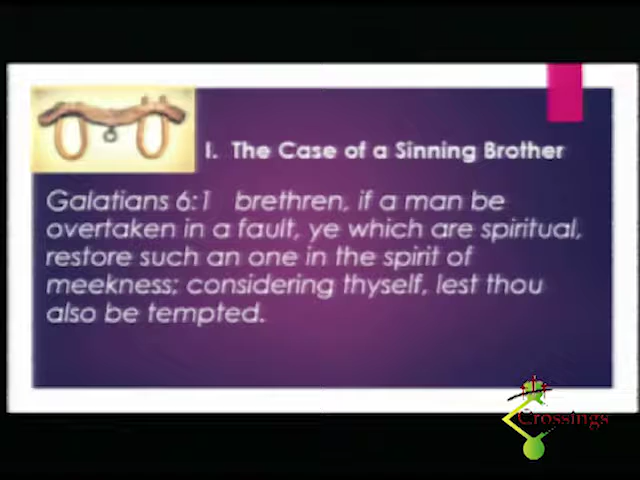 I. The Case of a Sinning Brother
Galatians 6:1 brethren, if a man be
overtaken in a fault, ye which are spiritual,
restore such an one in the spirit of
meekness; considering thyself, lest thou
also be tempted.
Crossings